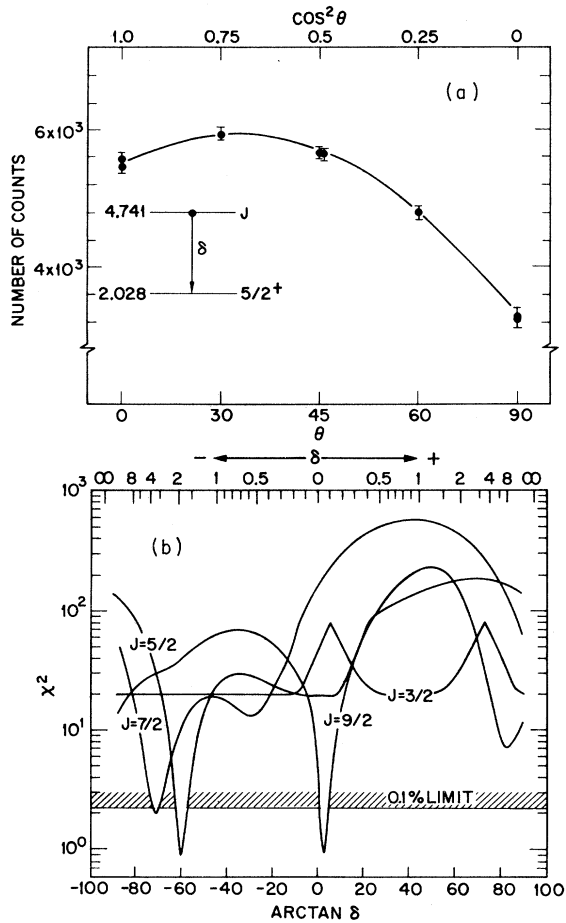 COS²θ
1.0 0.75 0.5 0.25 0
(a)
6x10³
4x10³
NUMBER OF COUNTS
4.741 J
δ
2.028 5/2⁺
0 30 45 60 90
θ
− δ +
∞ 8 4 2 1 0.5 0 0.5 1 2 4 8 ∞
(b)
10³
10²
10¹
10⁰
χ²
J=5/2
J=7/2
J=9/2
J=3/2
0.1% LIMIT
-100 -80 -60 -40 -20 0 20 40 60 80 100
ARCTAN δ